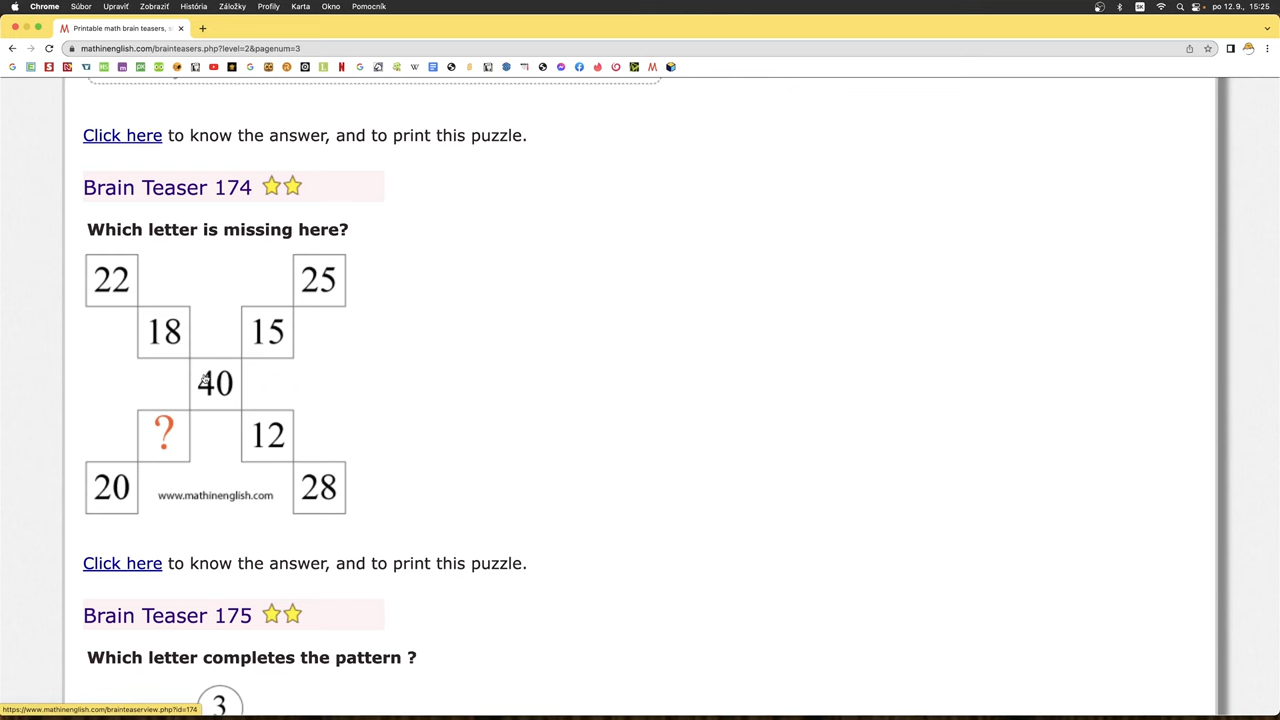 Chrome Súbor Upraviť Zobraziť História Záložky Profily Karta Okno Pomocník SK po 12.9., 15:25
Printable math brain teasers, s
mathinenglish.com/brainteasers.php?level=2&pagenum=3
Click here to know the answer, and to print this puzzle.
Brain Teaser 174
Which letter is missing here?
22 25
18 15
40
? 12
20 www.mathinenglish.com 28
Click here to know the answer, and to print this puzzle.
Brain Teaser 175
Which letter completes the pattern ?
3
https://www.mathinenglish.com/brainteaserview.php?id=174